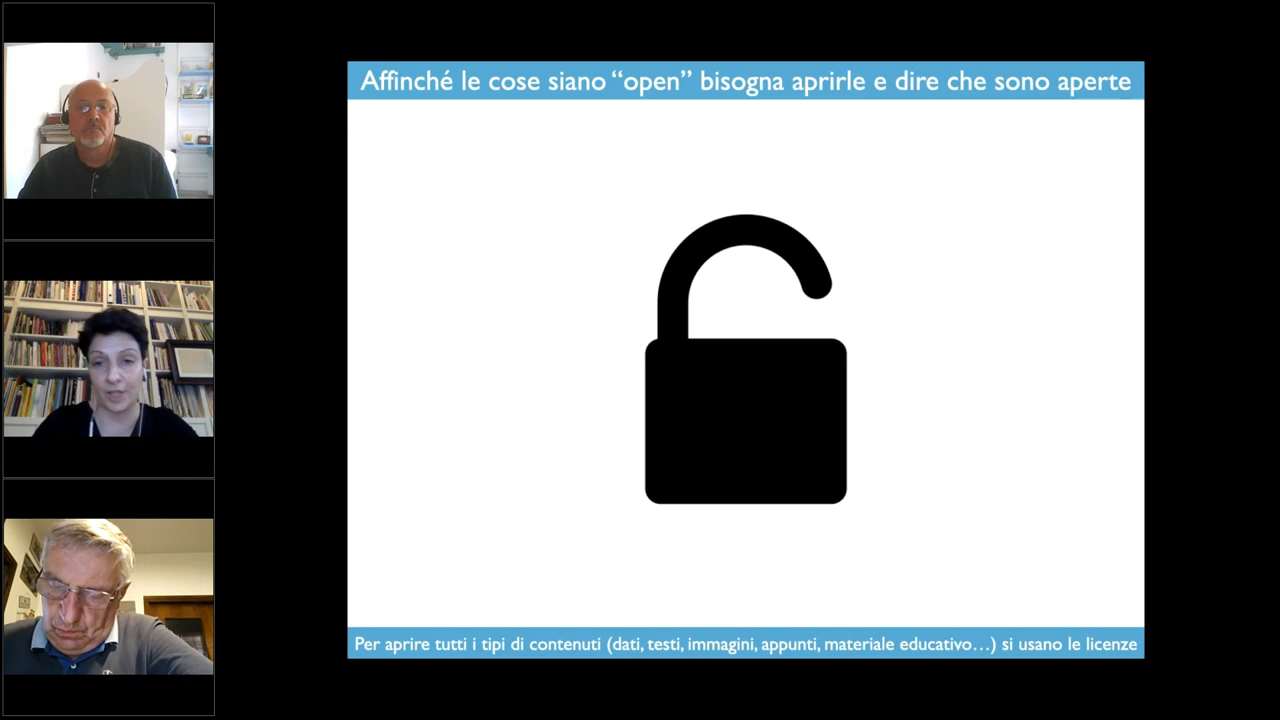 Affinché le cose siano “open” bisogna aprirle e dire che sono aperte
Per aprire tutti i tipi di contenuti (dati, testi, immagini, appunti, materiale educativo…) si usano le licenze